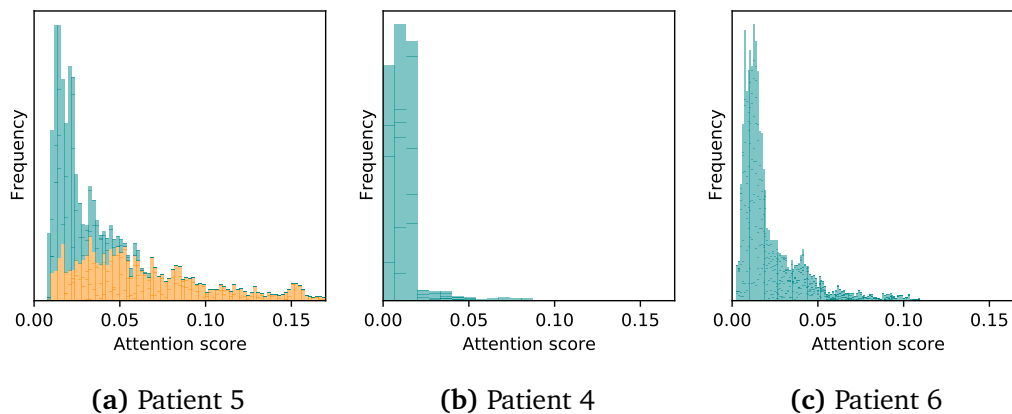 Frequency
0.00 0.05 0.10 0.15
Attention score
(a) Patient 5
Frequency
0.00 0.05 0.10 0.15
Attention score
(b) Patient 4
Frequency
0.00 0.05 0.10 0.15
Attention score
(c) Patient 6